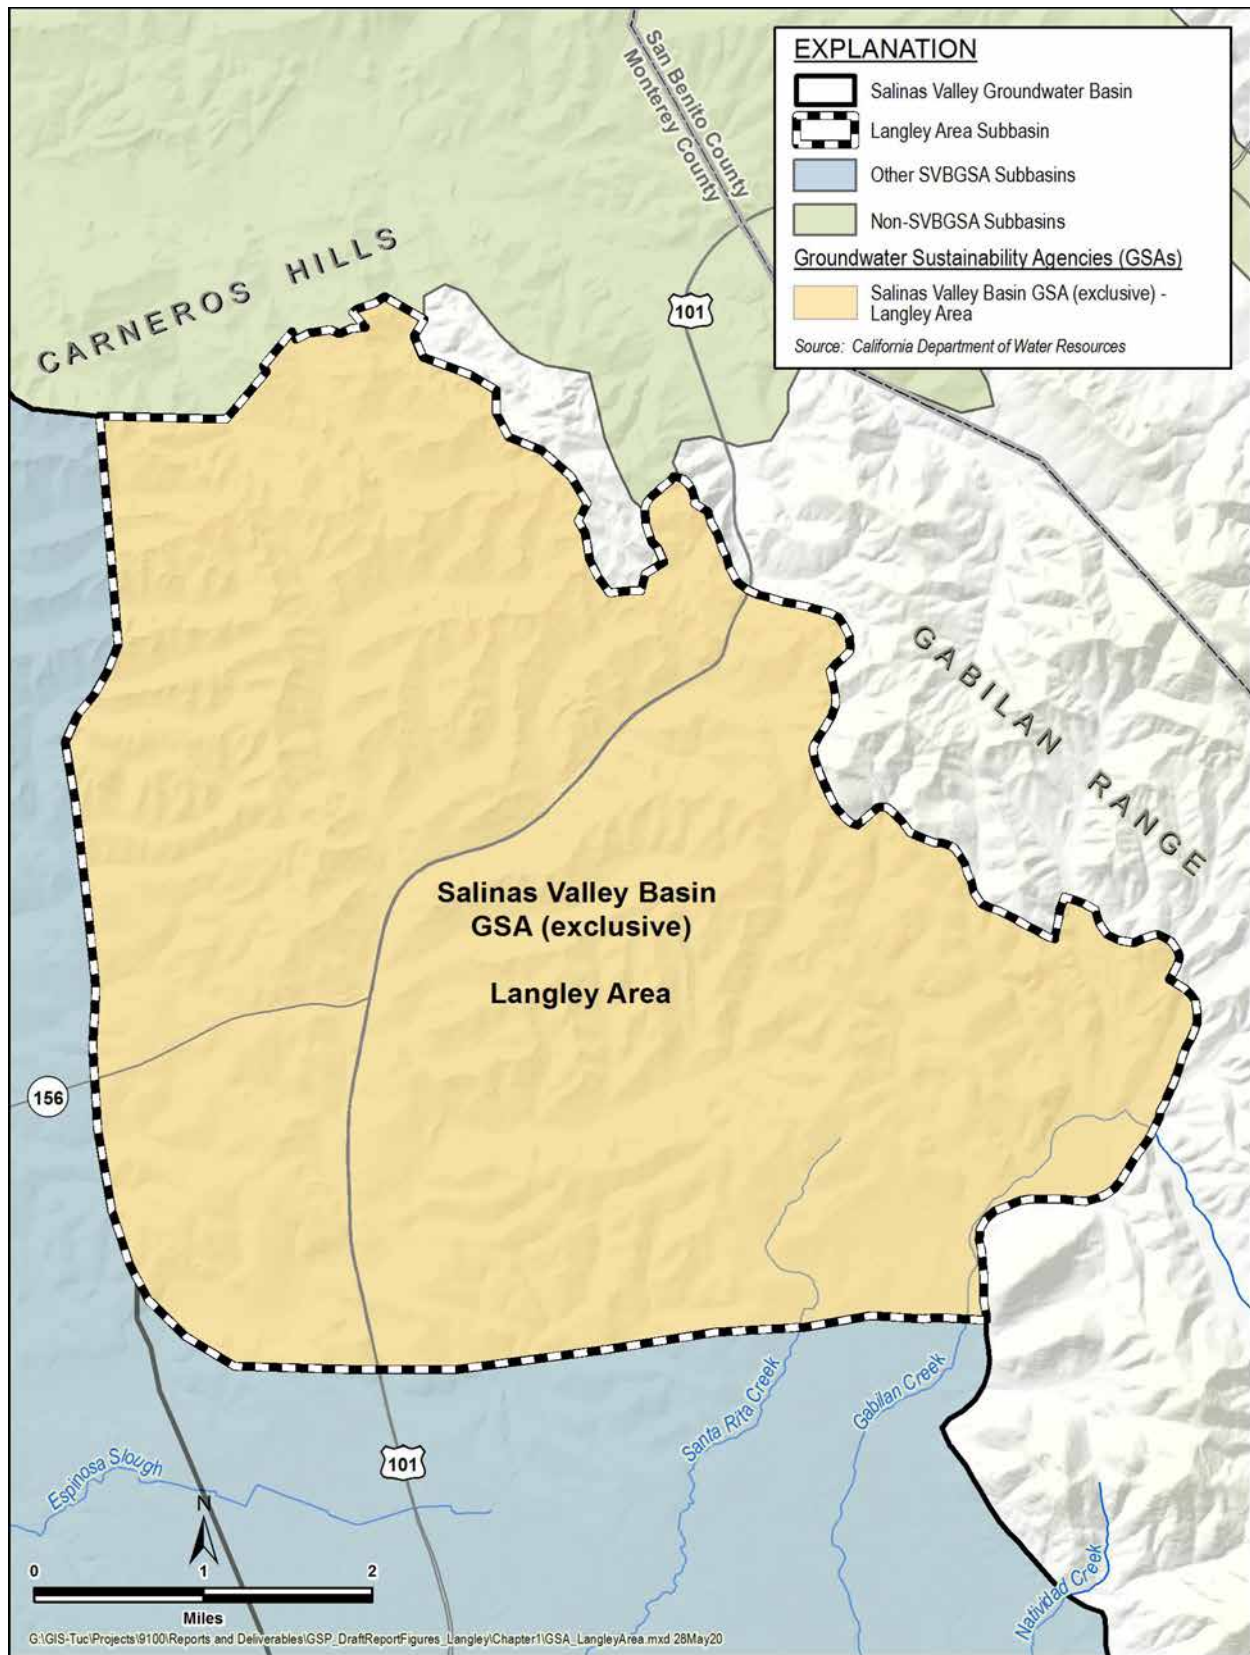 San Benito County
Monterey County
EXPLANATION
Salinas Valley Groundwater Basin
Langley Area Subbasin
Other SVBGSA Subbasins
Non-SVBGSA Subbasins
Groundwater Sustainability Agencies (GSAs)
Salinas Valley Basin GSA (exclusive) -
Langley Area
Source: California Department of Water Resources
CARNEROS HILLS
101
GABILAN RANGE
Salinas Valley Basin
GSA (exclusive)
Langley Area
156
Santa Rita Creek
Gabilan Creek
101
Espinosa Slough
Natividad Creek
N
0 1 2
Miles
G:\GIS-Tuc\Projects\9100\Reports and Deliverables\GSP_DraftReportFigures_Langley\Chapter1\GSA_LangleyArea.mxd 28May20